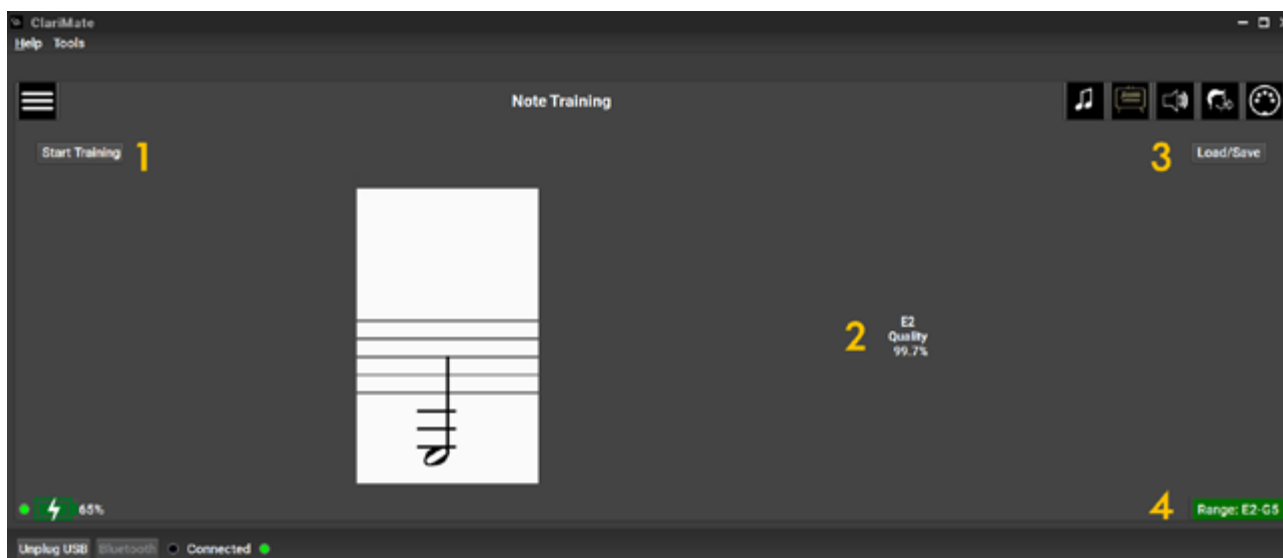 ClariMate
Help Tools
Note Training
Start Training 1
3 Load/Save
2
E2
Quality
99.7%
65%
4 Range: E2-G5
Unplug USB Bluetooth Connected